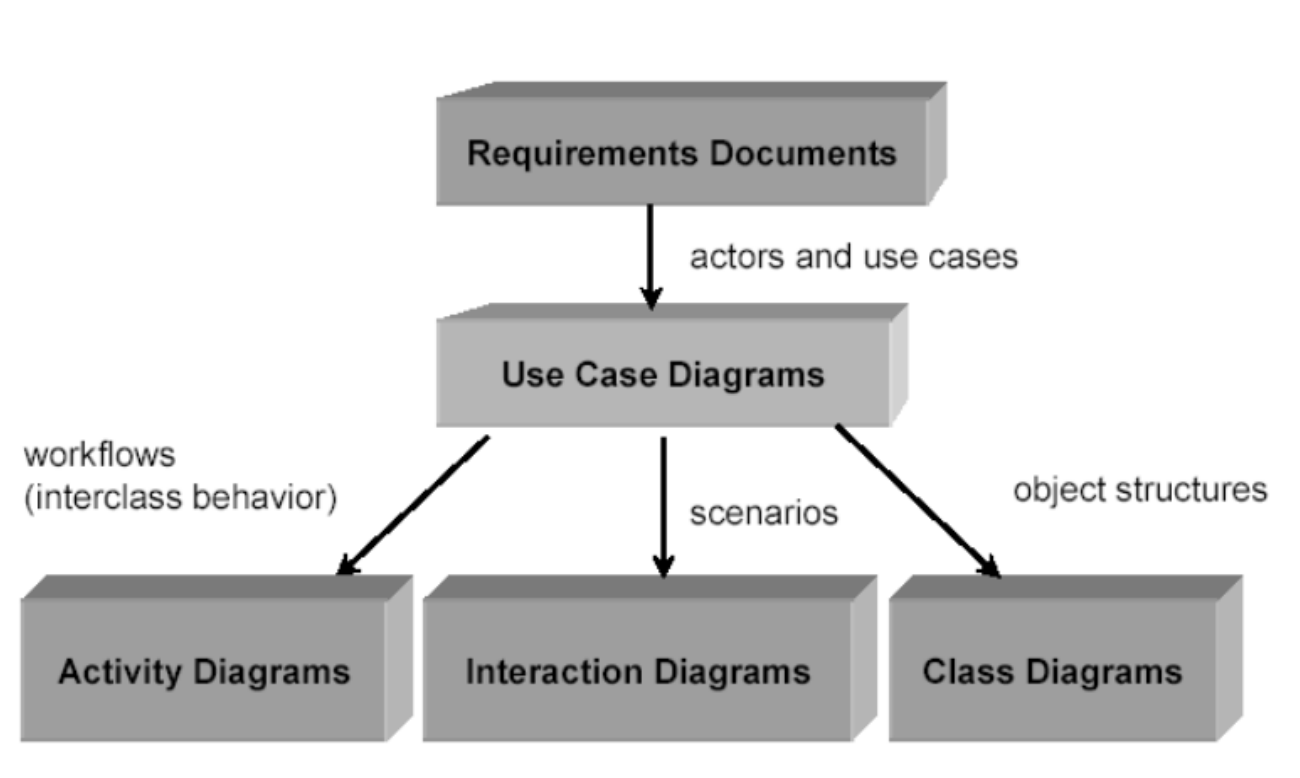 Requirements Documents
actors and use cases
Use Case Diagrams
workflows
(interclass behavior)
scenarios
object structures
Activity Diagrams
Interaction Diagrams
Class Diagrams